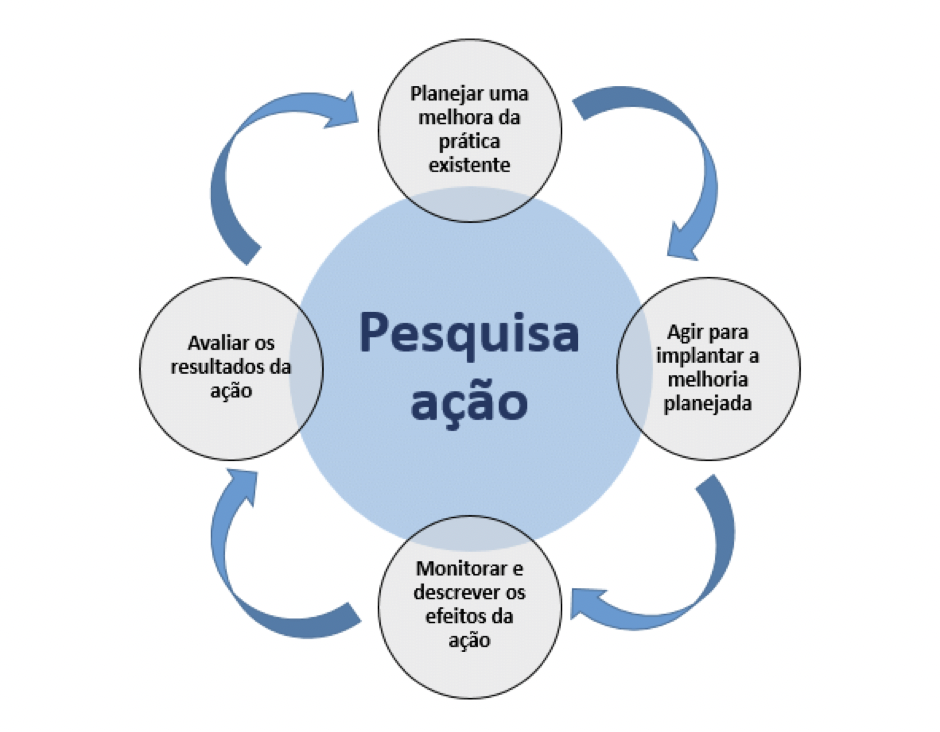 Planejar uma
melhora da
prática
existente
Pesquisa
ação
Agir para
implantar a
melhoria
planejada
Monitorar e
descrever os
efeitos da
ação
Avaliar os
resultados da
ação